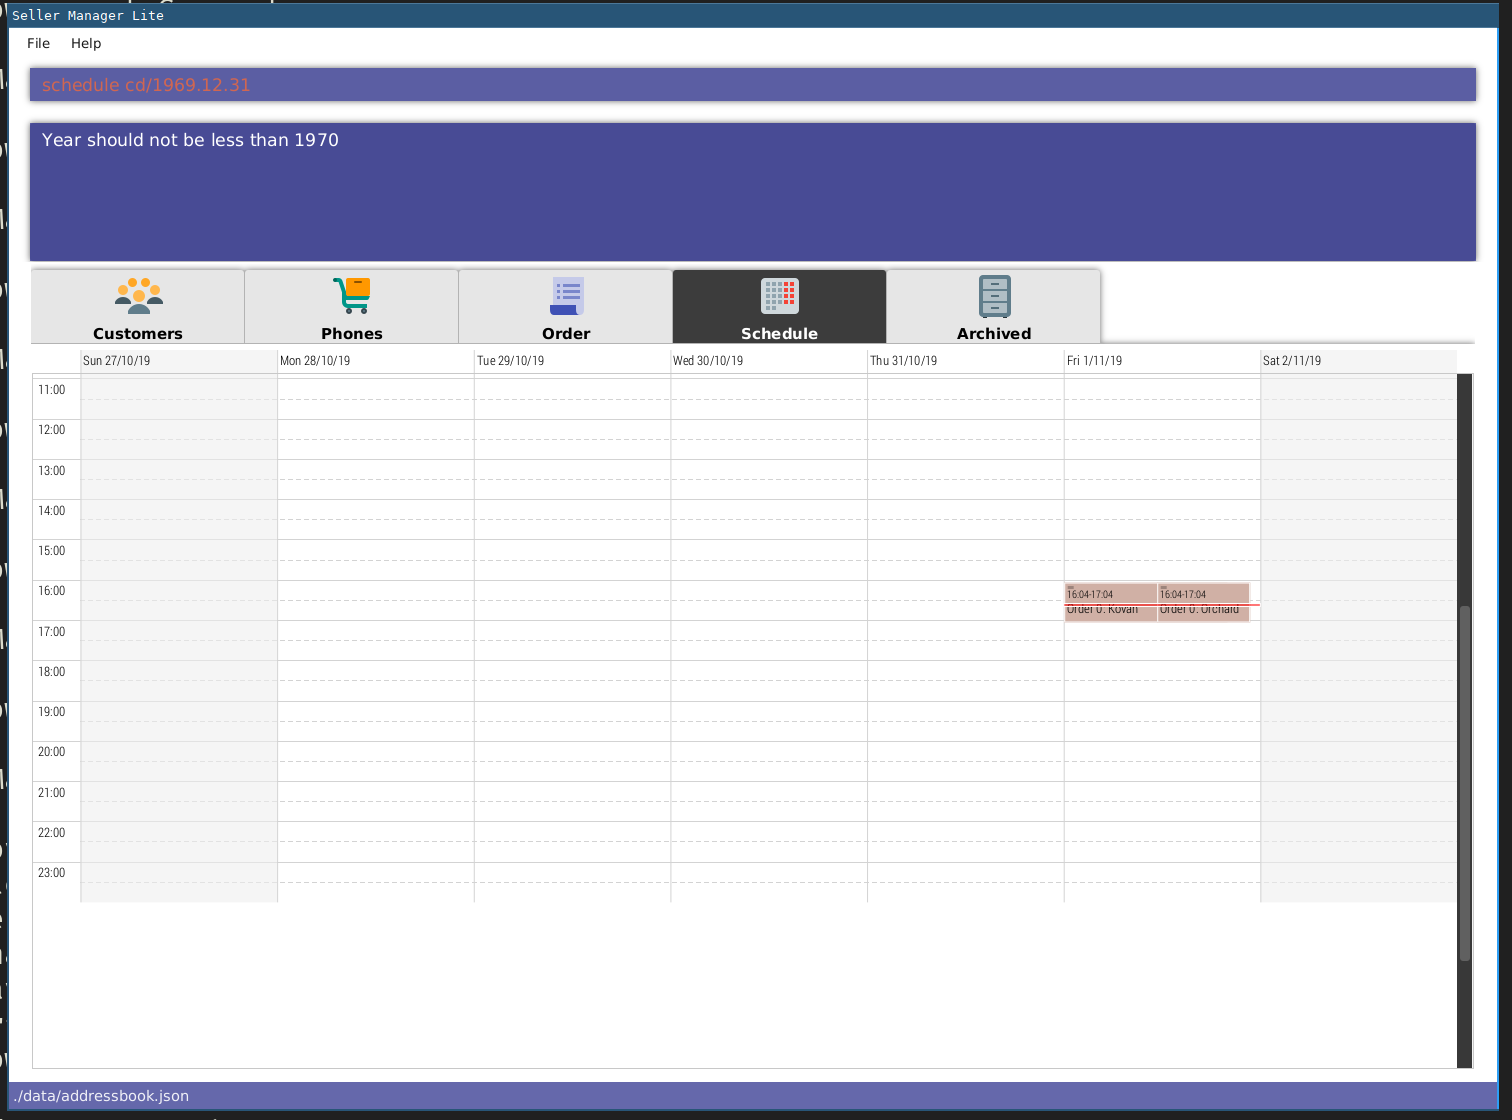 Seller Manager Lite
File Help
schedule cd/1969.12.31
Year should not be less than 1970
Customers Phones Order Schedule Archived
Sun 27/10/19 Mon 28/10/19 Tue 29/10/19 Wed 30/10/19 Thu 31/10/19 Fri 1/11/19 Sat 2/11/19
11:00
12:00
13:00
14:00
15:00
16:00
16:04-17:04 16:04-17:04
Order 0: Kovan Order 0: Orchard
17:00
18:00
19:00
20:00
21:00
22:00
23:00
./data/addressbook.json